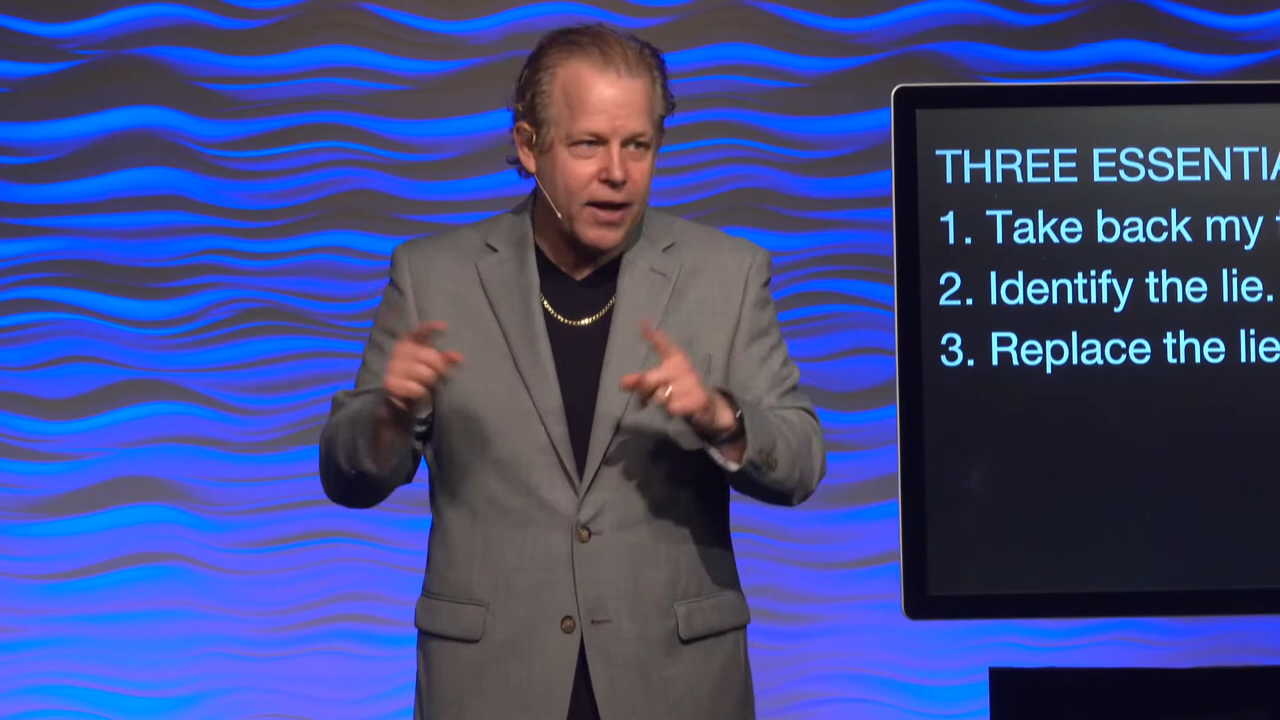 THREE ESSENTIA
1. Take back my
2. Identify the lie.
3. Replace the lie